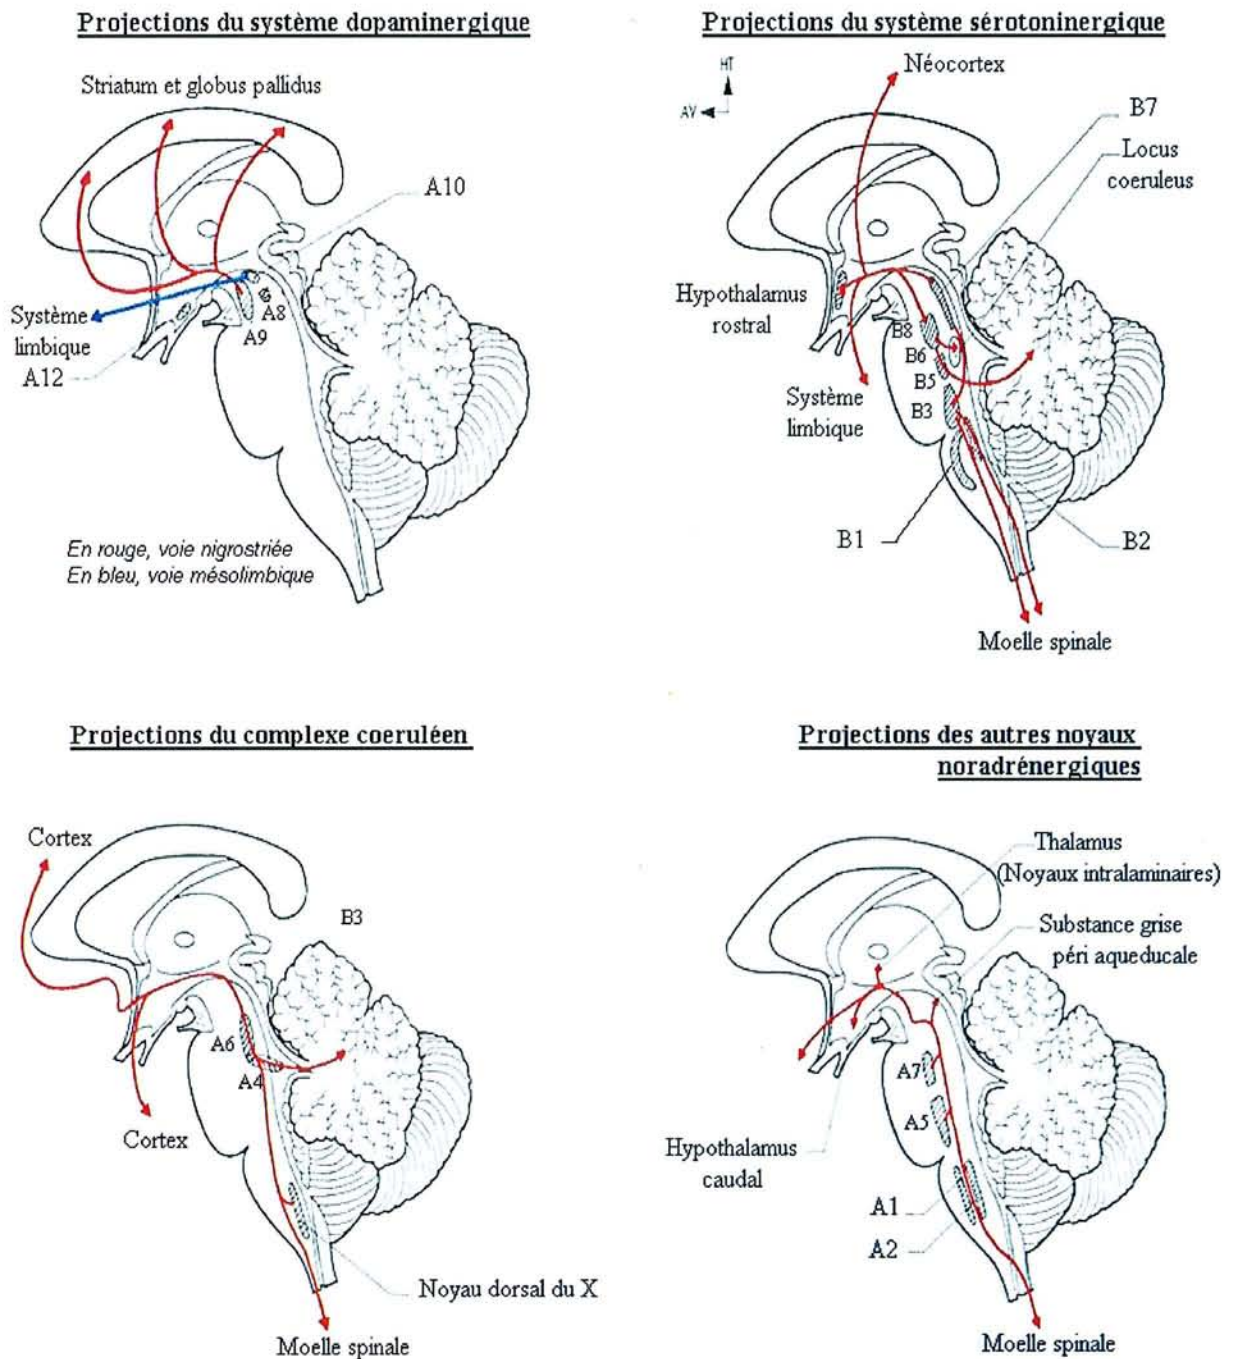 Projections du système dopaminergique
Striatum et globus pallidus
A10
Système
limbique
A12
A8
A9
En rouge, voie nigrostriée
En bleu, voie mésolimbique
Projections du système sérotoninergique
HT
AV
Néocortex
B7
Locus
coeruleus
Hypothalamus
rostral
B8
B6
B5
B3
Système
limbique
B1
B2
Moelle spinale
Projections du complexe coeruléen
Cortex
B3
A6
A4
Cortex
Noyau dorsal du X
Moelle spinale
Projections des autres noyaux
noradrénergiques
Thalamus
(Noyaux intralaminaires)
Substance grise
péri aqueducale
A7
A5
Hypothalamus
caudal
A1
A2
Moelle spinale